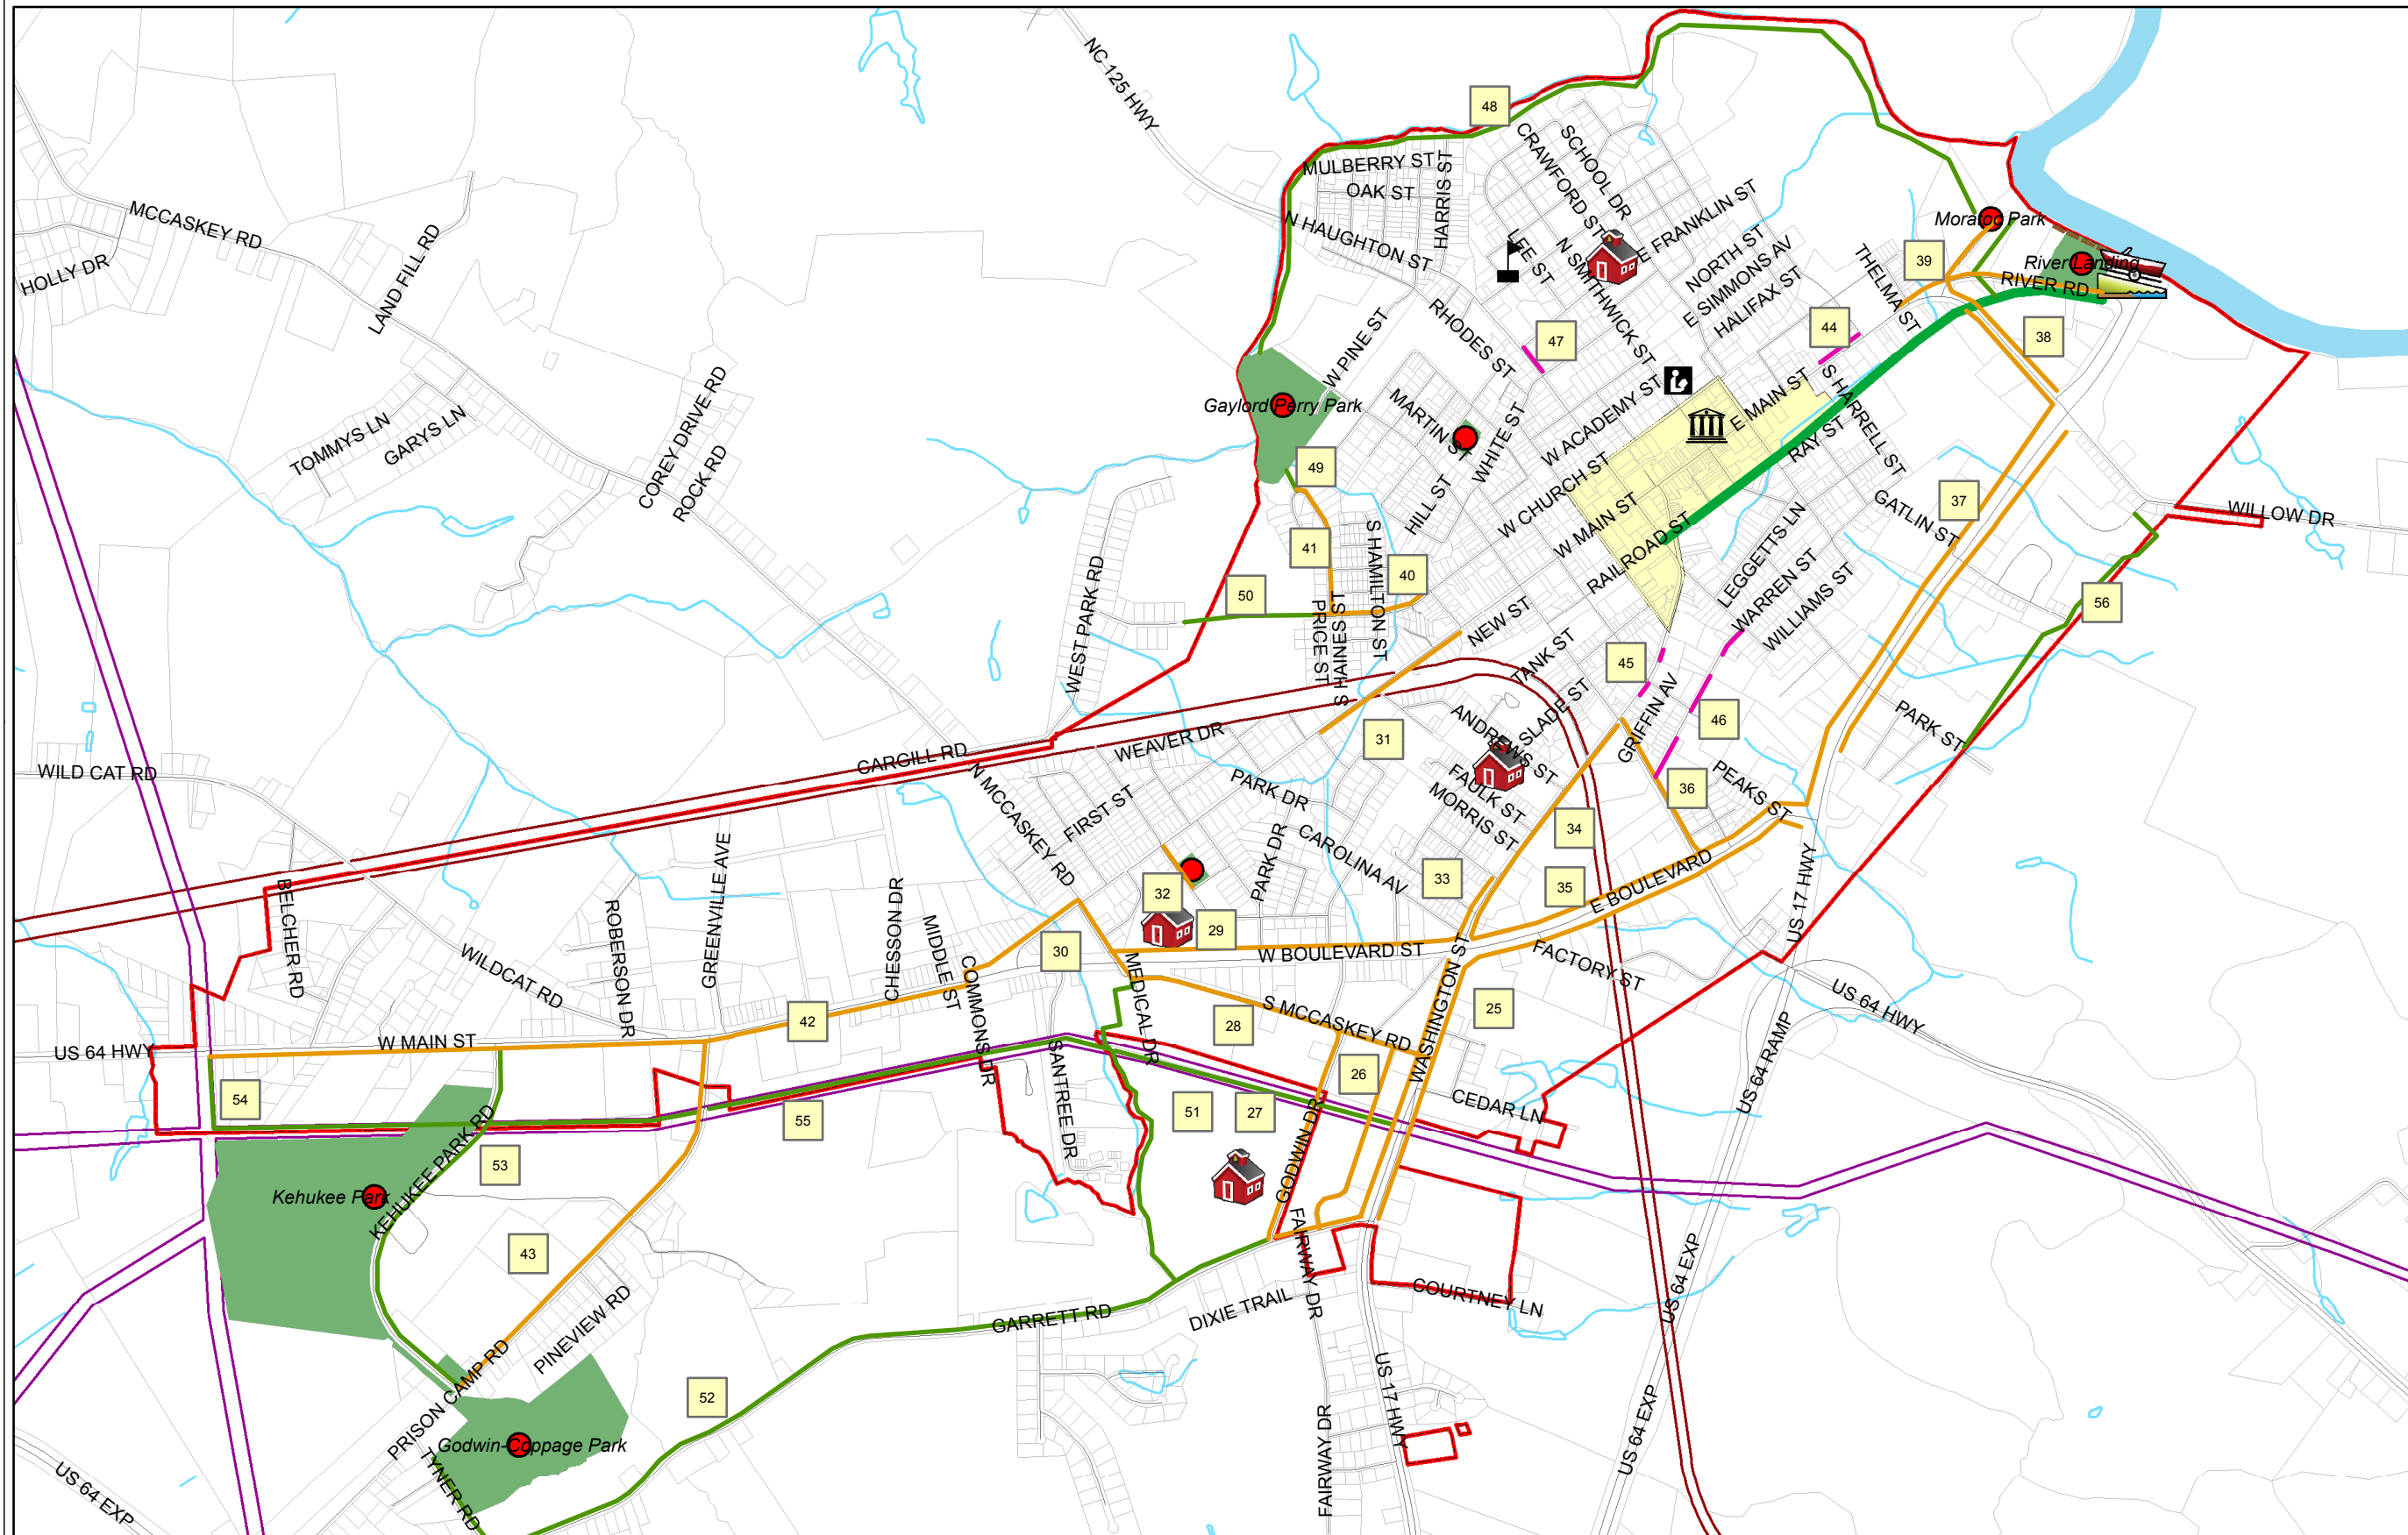 NC 125 HWY
48
MULBERRY ST
OAK ST
HARRIS ST
CRAWFORD ST
SCHOOL DR
N HAUGHTON ST
LEE ST
N SMITHWICK ST
E FRANKLIN ST
NORTH ST
E SIMMONS AV
HALIFAX ST
THELMA ST
39
Moratoc Park
River Landing
RIVER RD
MCCASKEY RD
HOLLY DR
LAND FILL RD
RHODES ST
47
44
38
W PINE ST
Gaylord Perry Park
MARTIN ST
WHITE ST
W ACADEMY ST
E MAIN ST
S HARRELL ST
RAY ST
TOMMYS LN
GARYS LN
COREY DRIVE RD
ROCK RD
49
HILL ST
W CHURCH ST
W MAIN ST
RAILROAD ST
GATLIN ST
37
WILLOW DR
41
S HAMILTON ST
40
50
PRICE ST
S HAINES ST
NEW ST
LEGGETTS LN
WARREN ST
WILLIAMS ST
56
WEST PARK RD
TANK ST
45
SLADE ST
GRIFFIN AV
46
PARK ST
WILD CAT RD
CARGILL RD
WEAVER DR
31
ANDREWS ST
FAULK ST
MORRIS ST
N MCCASKEY RD
FIRST ST
PARK DR
CAROLINA AV
PARK DR
36
PEAKS ST
34
33
35
E BOULEVARD
US 17 HWY
32
29
BELCHER RD
WILDCAT RD
ROBERSON DR
GREENVILLE AVE
CHESSON DR
MIDDLE ST
COMMONS DR
30
MEDICAL DR
W BOULEVARD ST
WASHINGTON ST
FACTORY ST
25
US 64 HWY
US 64 HWY
W MAIN ST
42
28
S MCCASKEY RD
26
US 64 RAMP
54
55
SANTREE DR
51
27
CEDAR LN
53
Kehukee Park
KEHUKEE PARK RD
GODWIN DR
43
FAIRWAY DR
US 64 EXP
PINEVIEW RD
GARRETT RD
DIXIE TRAIL
COURTNEY LN
PRISON CAMP RD
52
US 17 HWY
Godwin-Coppage Park
TYNER RD
FAIRWAY DR
US 64 EXP
US 64 EXP